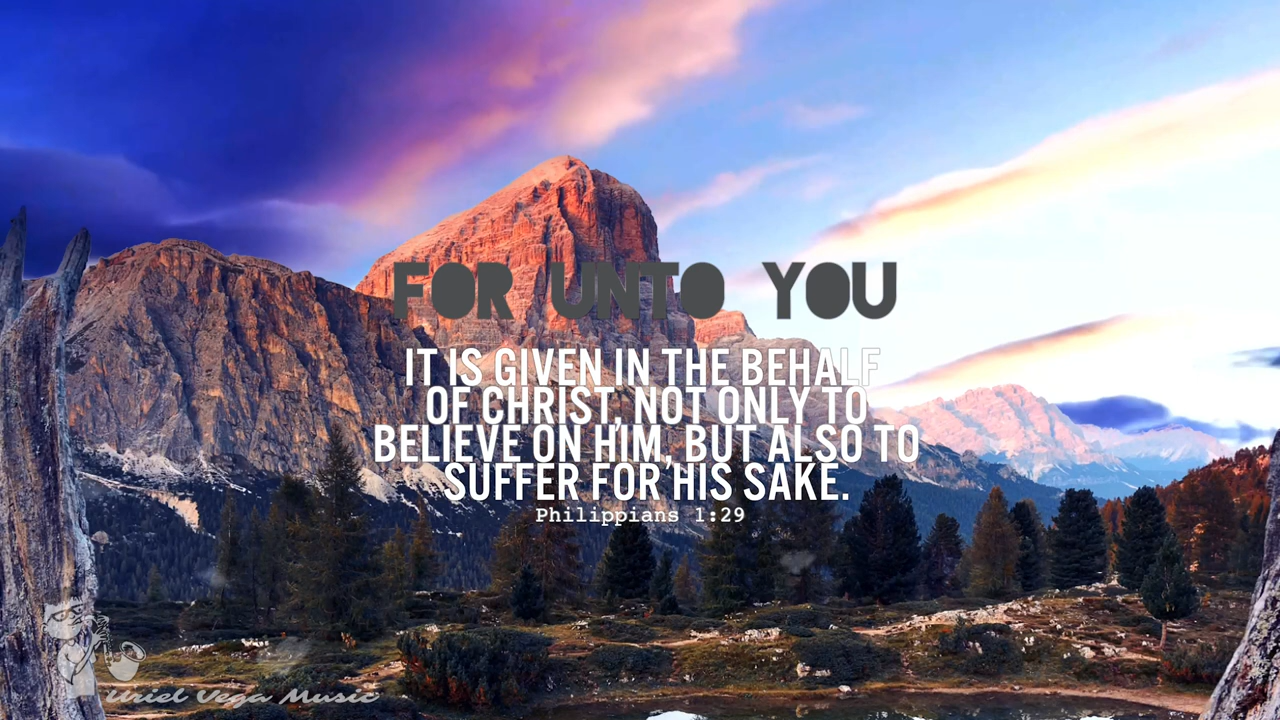 FOR UNTO YOU
IT IS GIVEN IN THE BEHALF
OF CHRIST, NOT ONLY TO
BELIEVE ON HIM, BUT ALSO TO
SUFFER FOR HIS SAKE.
Philippians 1:29
Uriel Vega Music